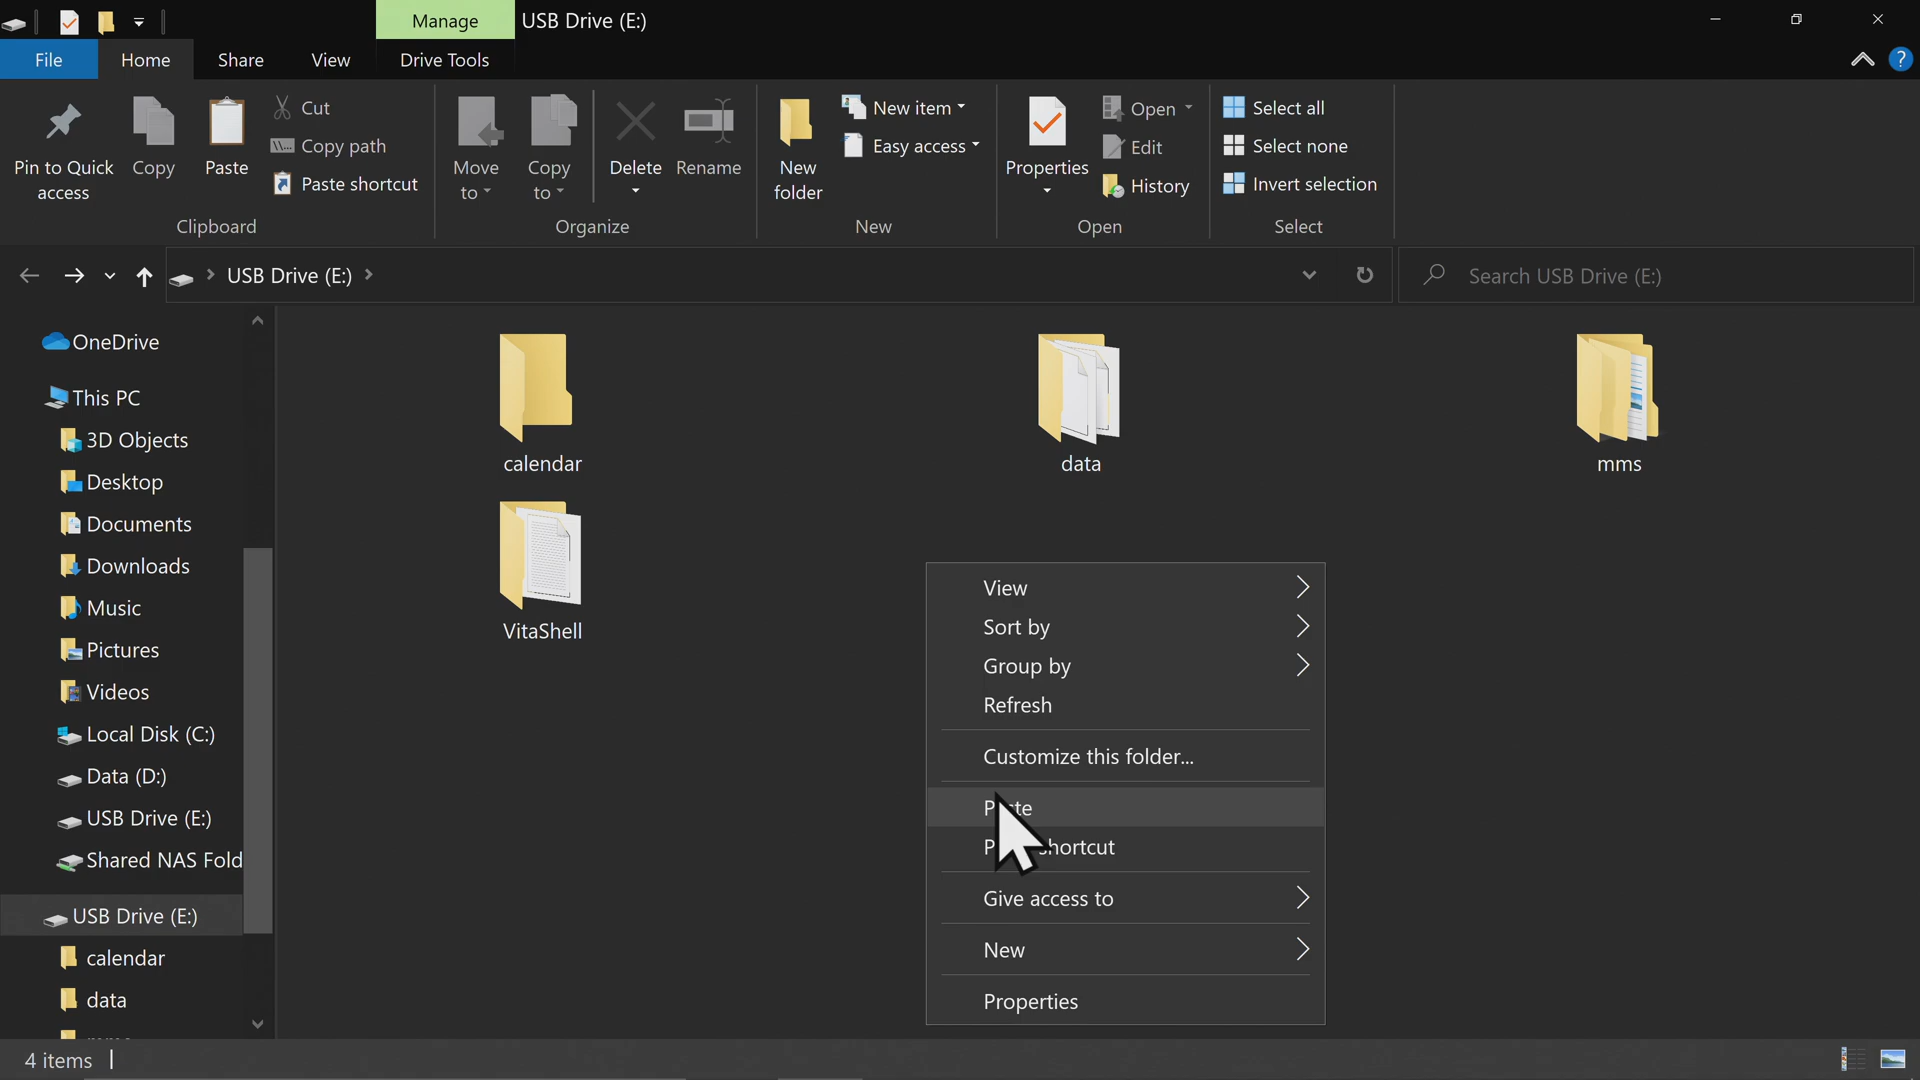 Manage
USB Drive (E:)
File
Home
Share
View
Drive Tools
?
Pin to Quick
access
Copy
Paste
Cut
Copy path
Paste shortcut
Clipboard
Move
to
Copy
to
Delete
Rename
Organize
New
folder
New item
Easy access
New
Properties
Open
Edit
History
Open
Select all
Select none
Invert selection
Select
USB Drive (E:)
Search USB Drive (E:)
OneDrive
This PC
3D Objects
Desktop
Documents
Downloads
Music
Pictures
Videos
Local Disk (C:)
Data (D:)
USB Drive (E:)
Shared NAS Fold
USB Drive (E:)
calendar
data
calendar
data
mms
VitaShell
View
Sort by
Group by
Refresh
Customize this folder...
Paste
shortcut
Give access to
New
Properties
4 items